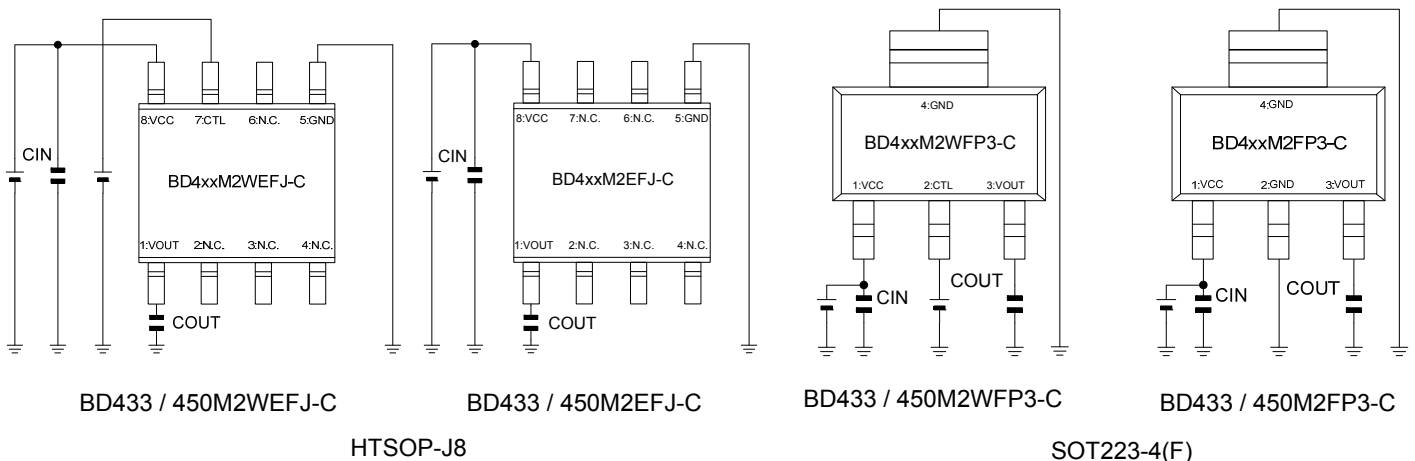 4:GND
4:GND
8:VCC 7:CTL 6:N.C. 5:GND
8:VCC 7:N.C. 6:N.C. 5:GND
BD4xxM2WFP3-C
BD4xxM2FP3-C
CIN
CIN
BD4xxM2WEFJ-C
BD4xxM2EFJ-C
1:VCC 2:CTL 3:VOUT
1:VCC 2:GND 3:VOUT
1:VOUT 2:N.C. 3:N.C. 4:N.C.
1:VOUT 2:N.C. 3:N.C. 4:N.C.
CIN
COUT
CIN
COUT
COUT
COUT
BD433 / 450M2WEFJ-C
BD433 / 450M2EFJ-C
BD433 / 450M2WFP3-C
BD433 / 450M2FP3-C
HTSOP-J8
SOT223-4(F)